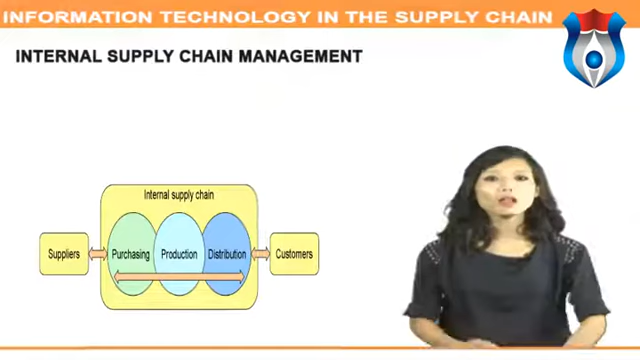 INFORMATION TECHNOLOGY IN THE SUPPLY CHAIN
INTERNAL SUPPLY CHAIN MANAGEMENT
Internal supply chain
Suppliers
Purchasing
Production
Distribution
Customers